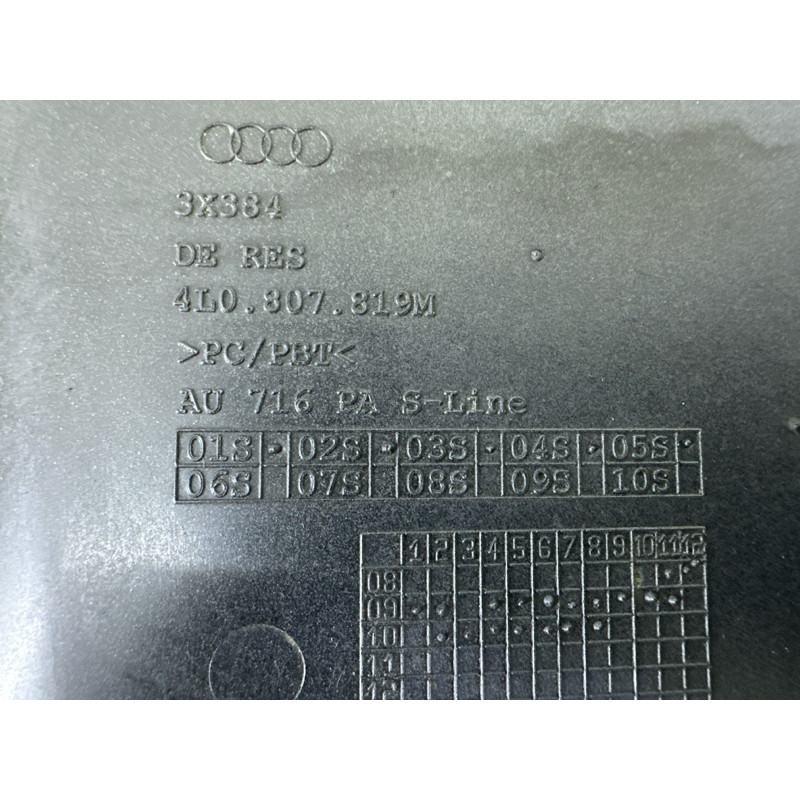 3X384
DE RES
4L0.807.819M
>PC/PBT<
AU 716 PA S-Line
01S 02S 03S 04S 05S
06S 07S 08S 09S 10S
1 2 3 4 5 6 7 8 9 10 11 12
08
09
10
11
12